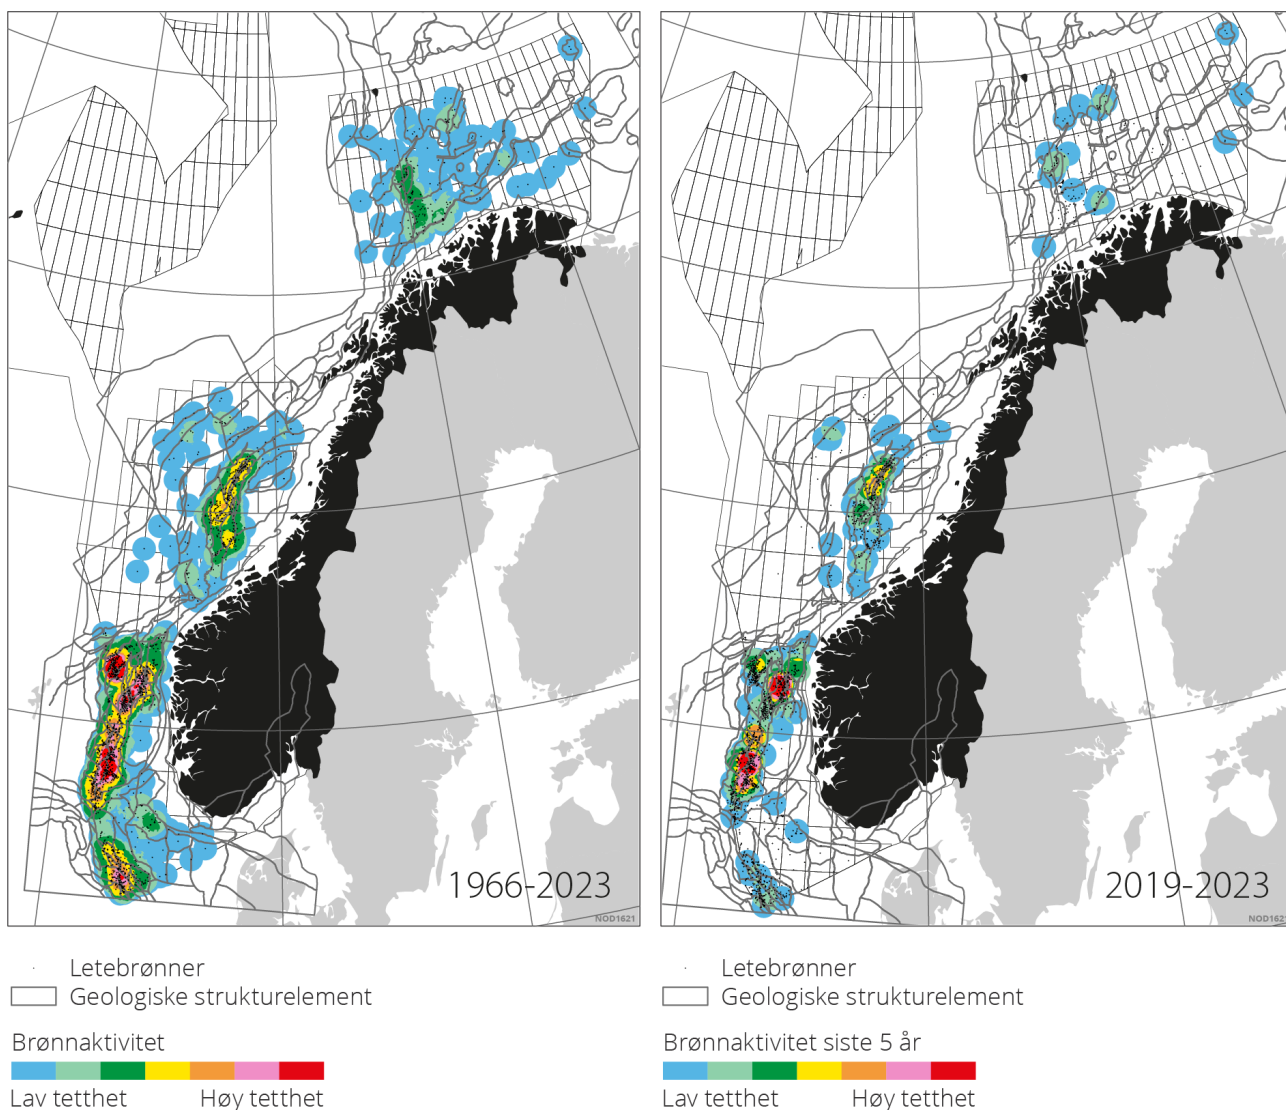 1966-2023
NOD1621
Letebrønner
Geologiske strukturelement
Brønnaktivitet
Lav tetthet Høy tetthet
2019-2023
NOD1621
Letebrønner
Geologiske strukturelement
Brønnaktivitet siste 5 år
Lav tetthet Høy tetthet